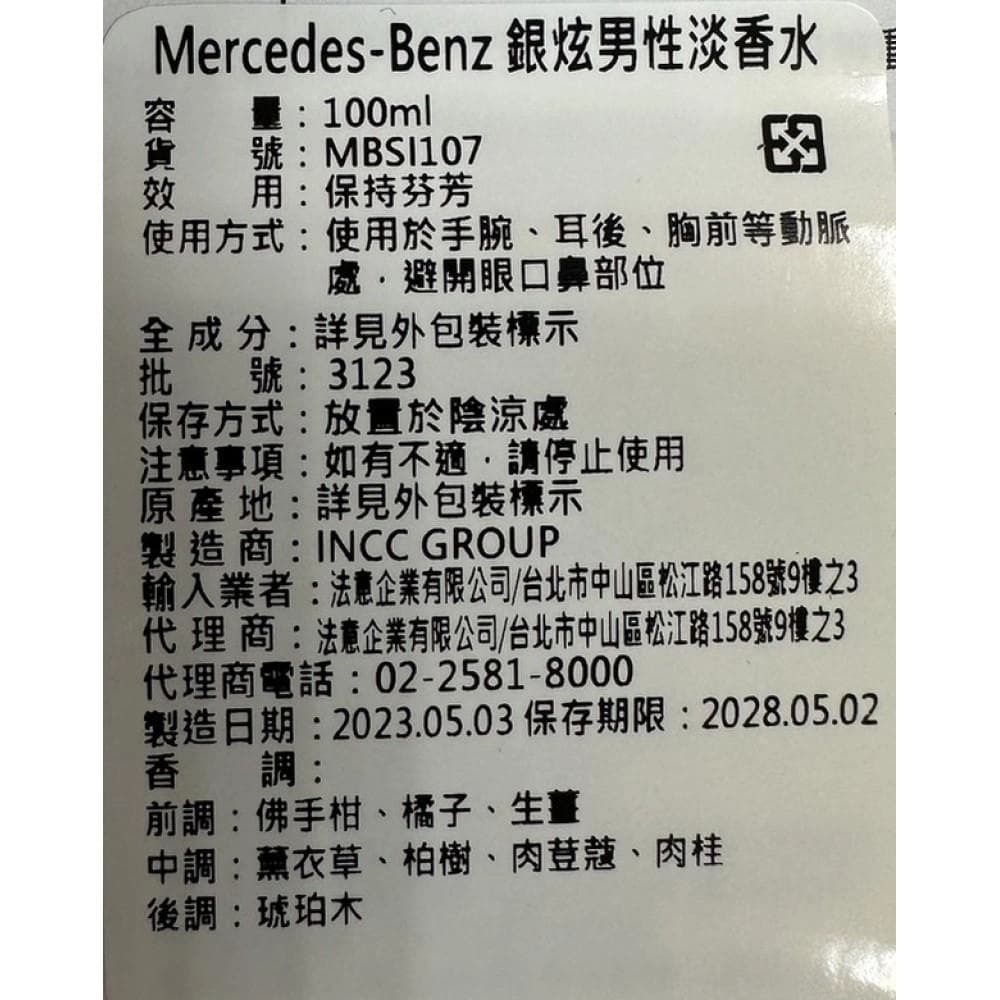 Mercedes-Benz 銀炫男性淡香水
容量：100ml
貨號：MBSI107
效用：保持芬芳
使用方式：使用於手腕、耳後、胸前等動脈
處，避開眼口鼻部位
全成分：詳見外包裝標示
批號：3123
保存方式：放置於陰涼處
注意事項：如有不適，請停止使用
原產地：詳見外包裝標示
製造商：INCC GROUP
輸入業者：法意企業有限公司/台北市中山區松江路158號9樓之3
代理商：法意企業有限公司/台北市中山區松江路158號9樓之3
代理商電話：02-2581-8000
製造日期：2023.05.03 保存期限：2028.05.02
香調：
前調：佛手柑、橘子、生薑
中調：薰衣草、柏樹、肉荳蔻、肉桂
後調：琥珀木